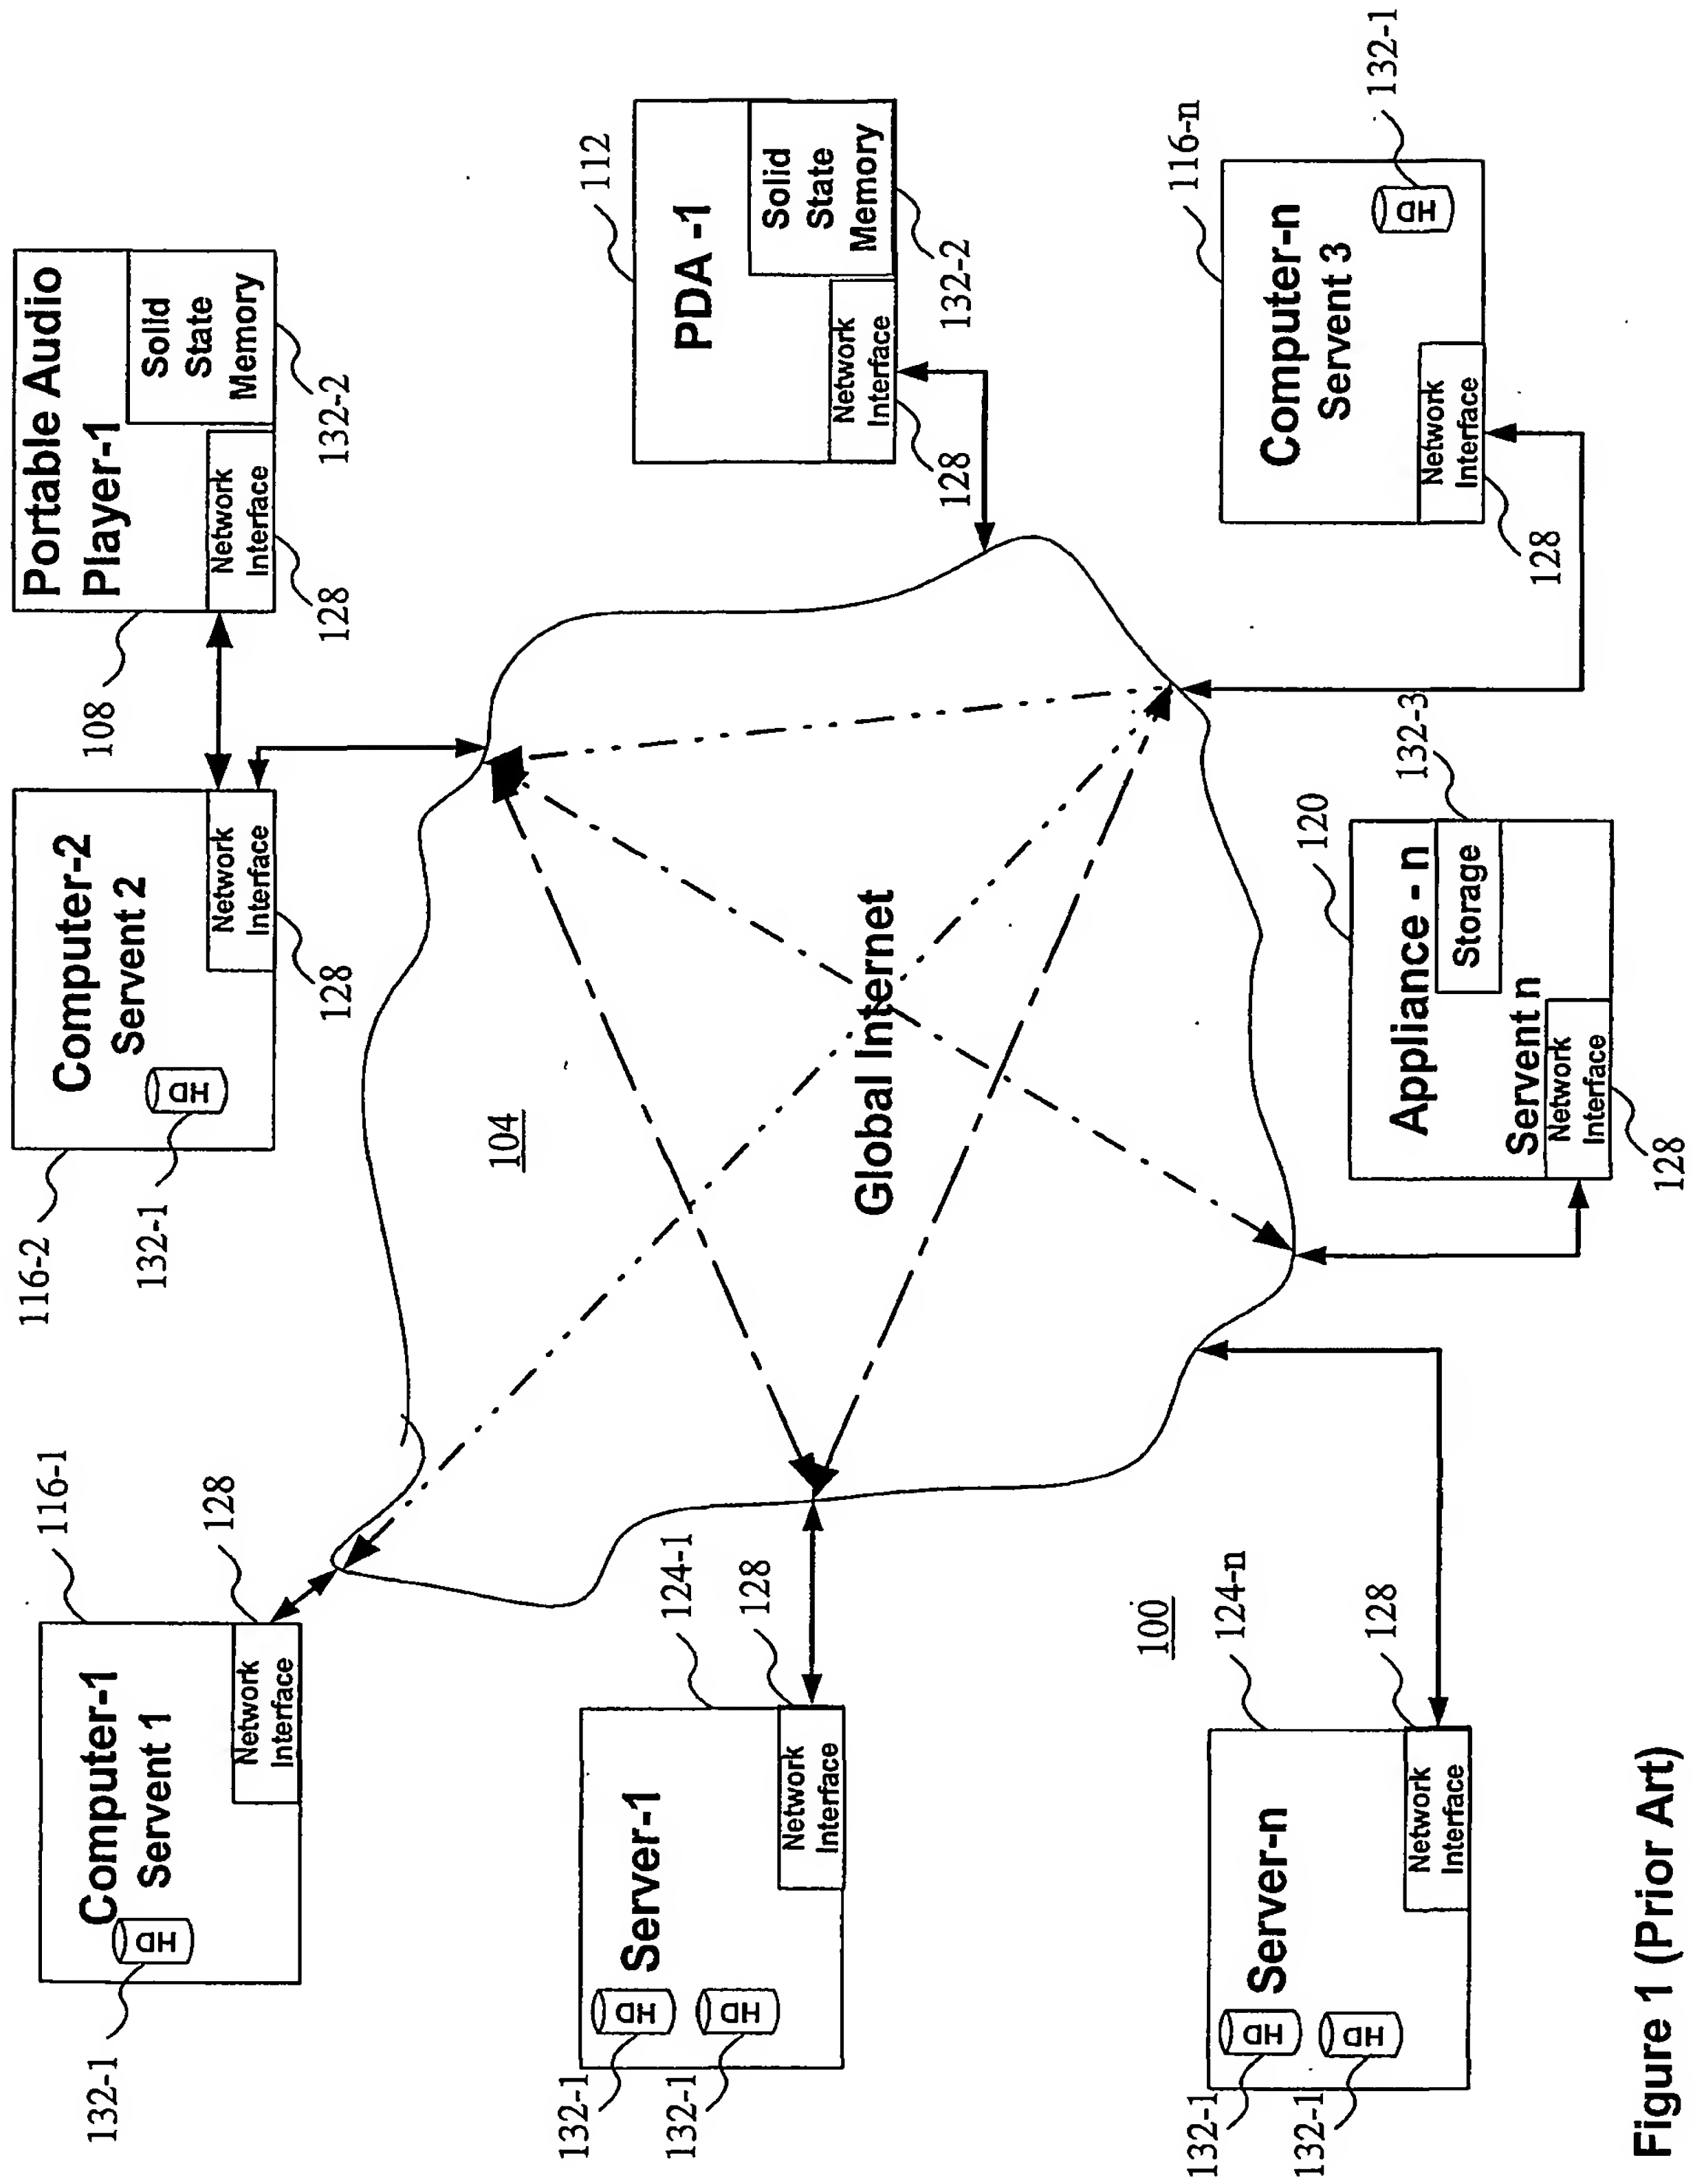 116-1
128
Computer-1
Servent 1
HD
Network
Interface
132-1
116-2
132-1
Computer-2
Servent 2
HD
Network
Interface
128
108
Portable Audio
Player-1
Solid
State
Memory
Network
Interface
128
132-2
124-1
128
Server-1
HD
HD
Network
Interface
132-1
132-1
104
Global Internet
112
PDA -1
Solid
State
Memory
Network
Interface
128
132-2
100
124-n
128
Server-n
HD
HD
Network
Interface
132-1
132-1
120
132-3
Appliance - n
Storage
Servent n
Network
Interface
128
116-n
132-1
Computer-n
Servent 3
HD
Network
Interface
128
Figure 1 (Prior Art)